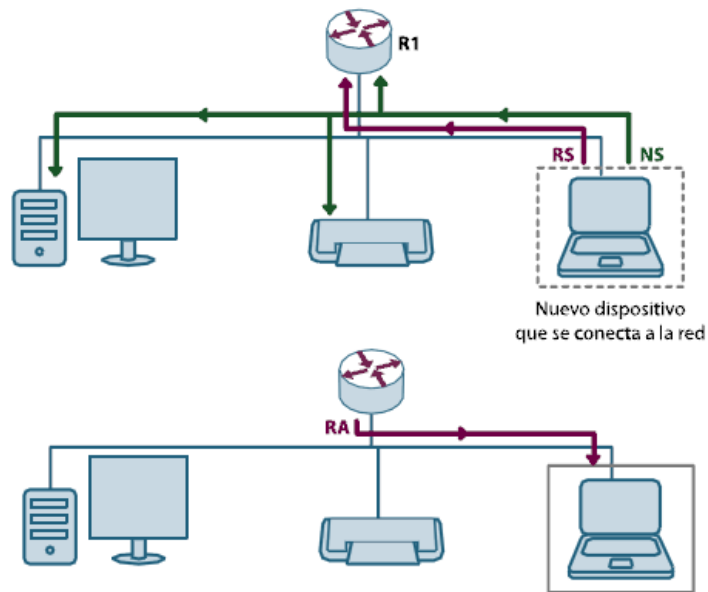 R1
RS
NS
Nuevo dispositivo
que se conecta a la red
RA